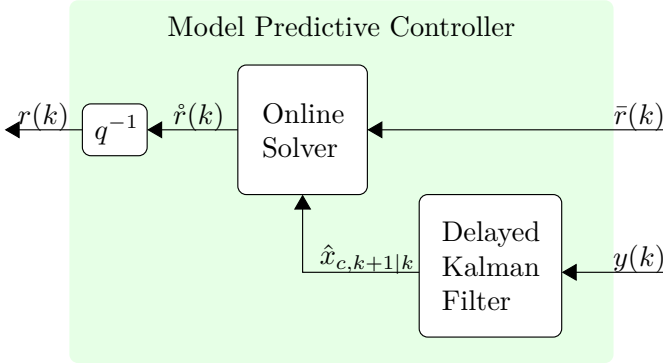 Model Predictive Controller
r(k)
q⁻¹
r̊(k)
Online
Solver
r̄(k)
x̂_{c,k+1|k}
Delayed
Kalman
Filter
y(k)